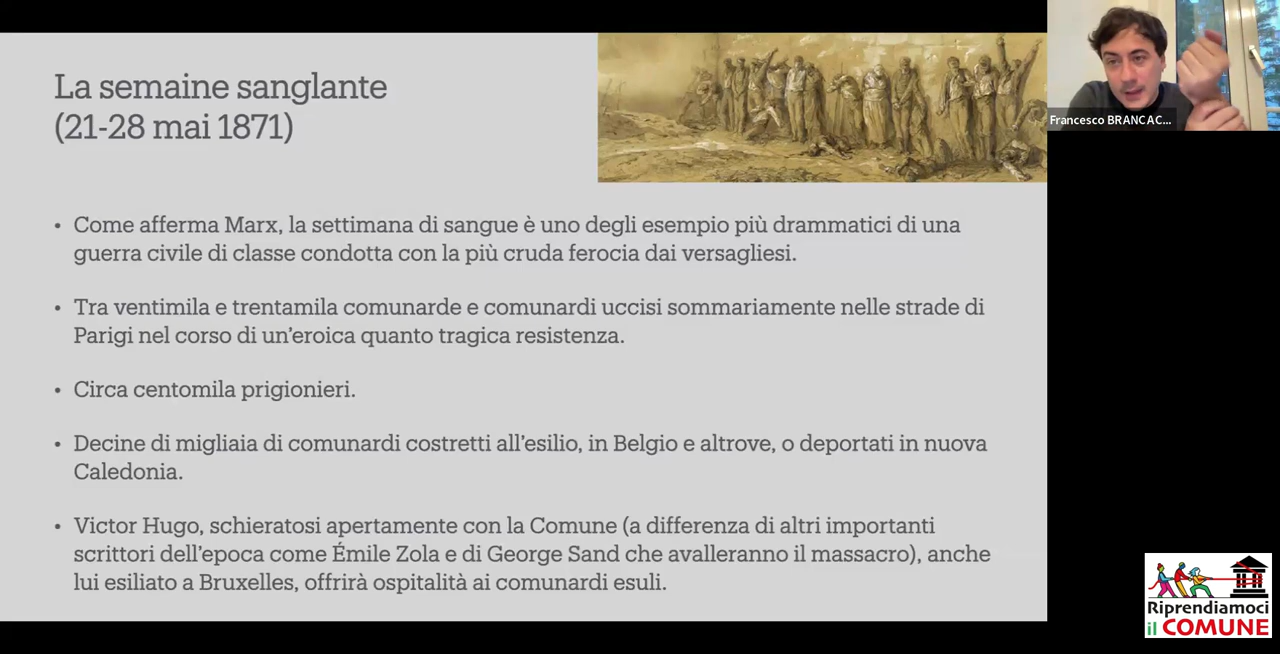 La semaine sanglante
(21-28 mai 1871)
• Come afferma Marx, la settimana di sangue è uno degli esempio più drammatici di una
guerra civile di classe condotta con la più cruda ferocia dai versagliesi.
• Tra ventimila e trentamila comunarde e comunardi uccisi sommariamente nelle strade di
Parigi nel corso di un'eroica quanto tragica resistenza.
• Circa centomila prigionieri.
• Decine di migliaia di comunardi costretti all'esilio, in Belgio e altrove, o deportati in nuova
Caledonia.
• Victor Hugo, schieratosi apertamente con la Comune (a differenza di altri importanti
scrittori dell'epoca come Émile Zola e di George Sand che avalleranno il massacro), anche
lui esiliato a Bruxelles, offrirà ospitalità ai comunardi esuli.
Francesco BRANCAC...
Riprendiamoci
il COMUNE